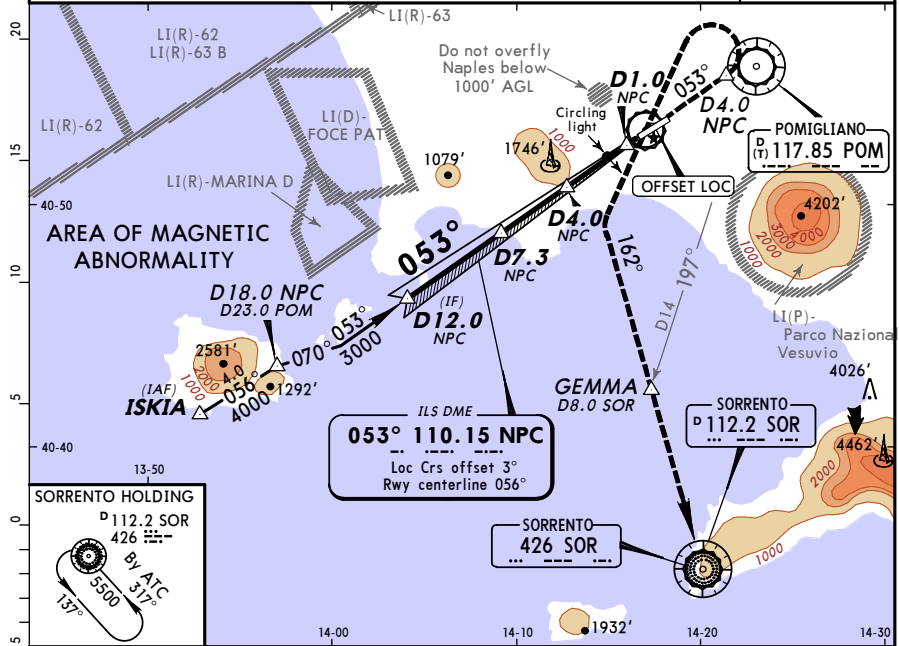 20
15
10
5
0
5
40-50
40-40
13-50
14-00
14-10
14-20
14-30
LI(R)-63
LI(R)-62
LI(R)-63 B
LI(R)-62
LI(D)-
FOCE PAT
LI(R)-MARINA D
Do not overfly
Naples below
1000' AGL
D1.0
NPC
Circling
light
053°
D4.0
NPC
POMIGLIANO
D
(T) 117.85 POM
OFFSET LOC
1746'
1000
1079'
4202'
1000
2000
3000
4000
LI(P)-
Parco Nazional
Vesuvio
AREA OF MAGNETIC
ABNORMALITY
053°
D4.0
NPC
D7.3
NPC
(IF)
D12.0
NPC
D18.0 NPC
D23.0 POM
070°
053°
3000
2581'
2000
1000
4.0
056°
4000
1292'
(IAF)
ISKIA
162°
D14
197°
GEMMA
D8.0 SOR
ILS DME
053° 110.15 NPC
Loc Crs offset 3°
Rwy centerline 056°
SORRENTO
D 112.2 SOR
4026'
4462'
2000
1000
SORRENTO
426 SOR
1932'
SORRENTO HOLDING
D 112.2 SOR
426
By ATC
317°
5500
137°